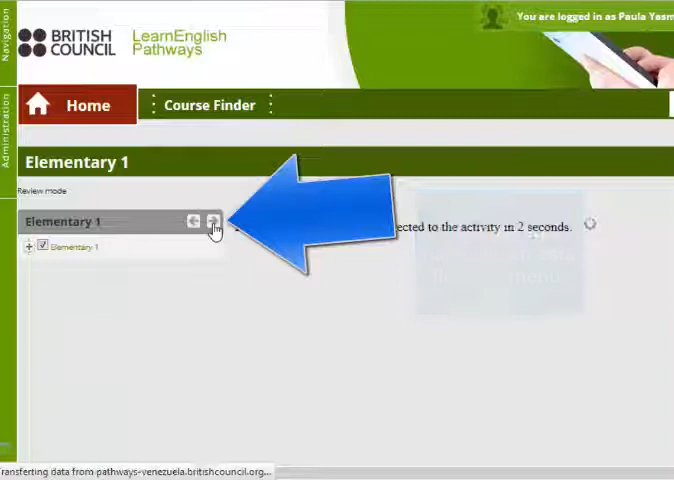 Navigation
Administration
BRITISH
COUNCIL
LearnEnglish
Pathways
You are logged in as Paula Yasm
Home
Course Finder
Elementary 1
Review mode
Elementary 1
Elementary 1
ected to the activity in 2 seconds.
Transferting data from pathways-venezuela.britishcouncil.org...